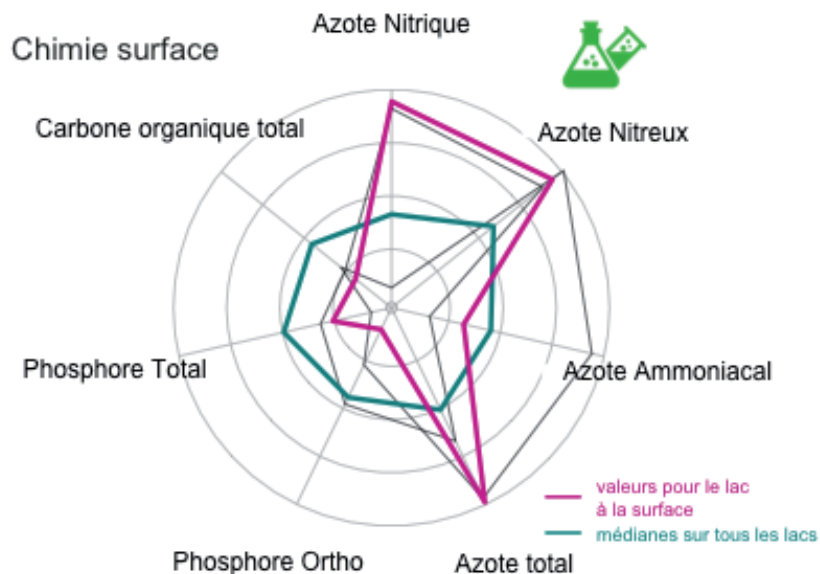 Azote Nitrique
Chimie surface
Carbone organique total
Azote Nitreux
Phosphore Total
Azote Ammoniacal
valeurs pour le lac
à la surface
médianes sur tous les lacs
Phosphore Ortho
Azote total